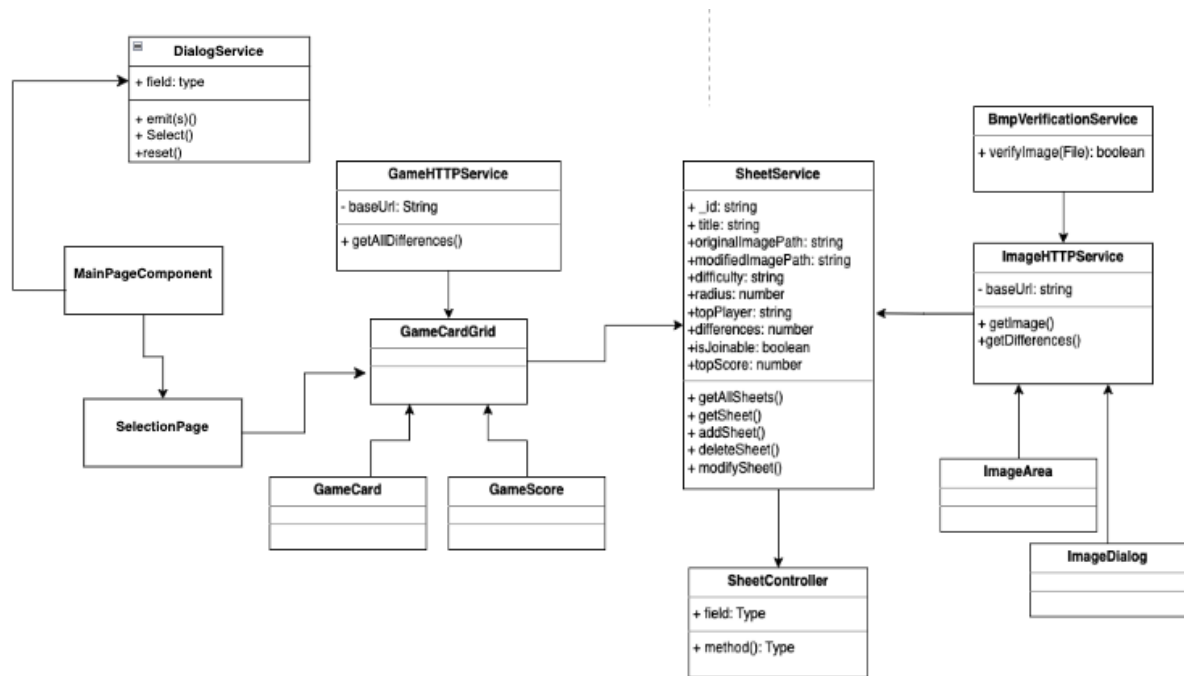 DialogService
+ field: type
+ emit(s)()
+ Select()
+reset()
MainPageComponent
SelectionPage
GameHTTPService
- baseUrl: String
+ getAllDifferences()
GameCardGrid
GameCard
GameScore
SheetService
+ _id: string
+ title: string
+originalImagePath: string
+modifiedImagePath: string
+difficulty: string
+radius: number
+topPlayer: string
+differences: number
+isJoinable: boolean
+topScore: number
+ getAllSheets()
+ getSheet()
+ addSheet()
+ deleteSheet()
+ modifySheet()
SheetController
+ field: Type
+ method(): Type
BmpVerificationService
+ verifyImage(File): boolean
ImageHTTPService
- baseUrl: string
+ getImage()
+getDifferences()
ImageArea
ImageDialog